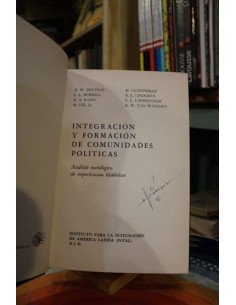 K. W. DEUTSCH
S. A. BURRELL
R. A. KANN
M. LEE, Jr.
M. LICHTERMAN
R. E. LINDGREN
F. L. LOEWENHEIM
R. W. VAN WAGENEN
INTEGRACIÓN
Y FORMACIÓN
DE COMUNIDADES
POLÍTICAS
Análisis sociológico
de experiencias históricas
INSTITUTO PARA LA INTEGRACIÓN
DE AMÉRICA LATINA (INTAL)
B.I.D.